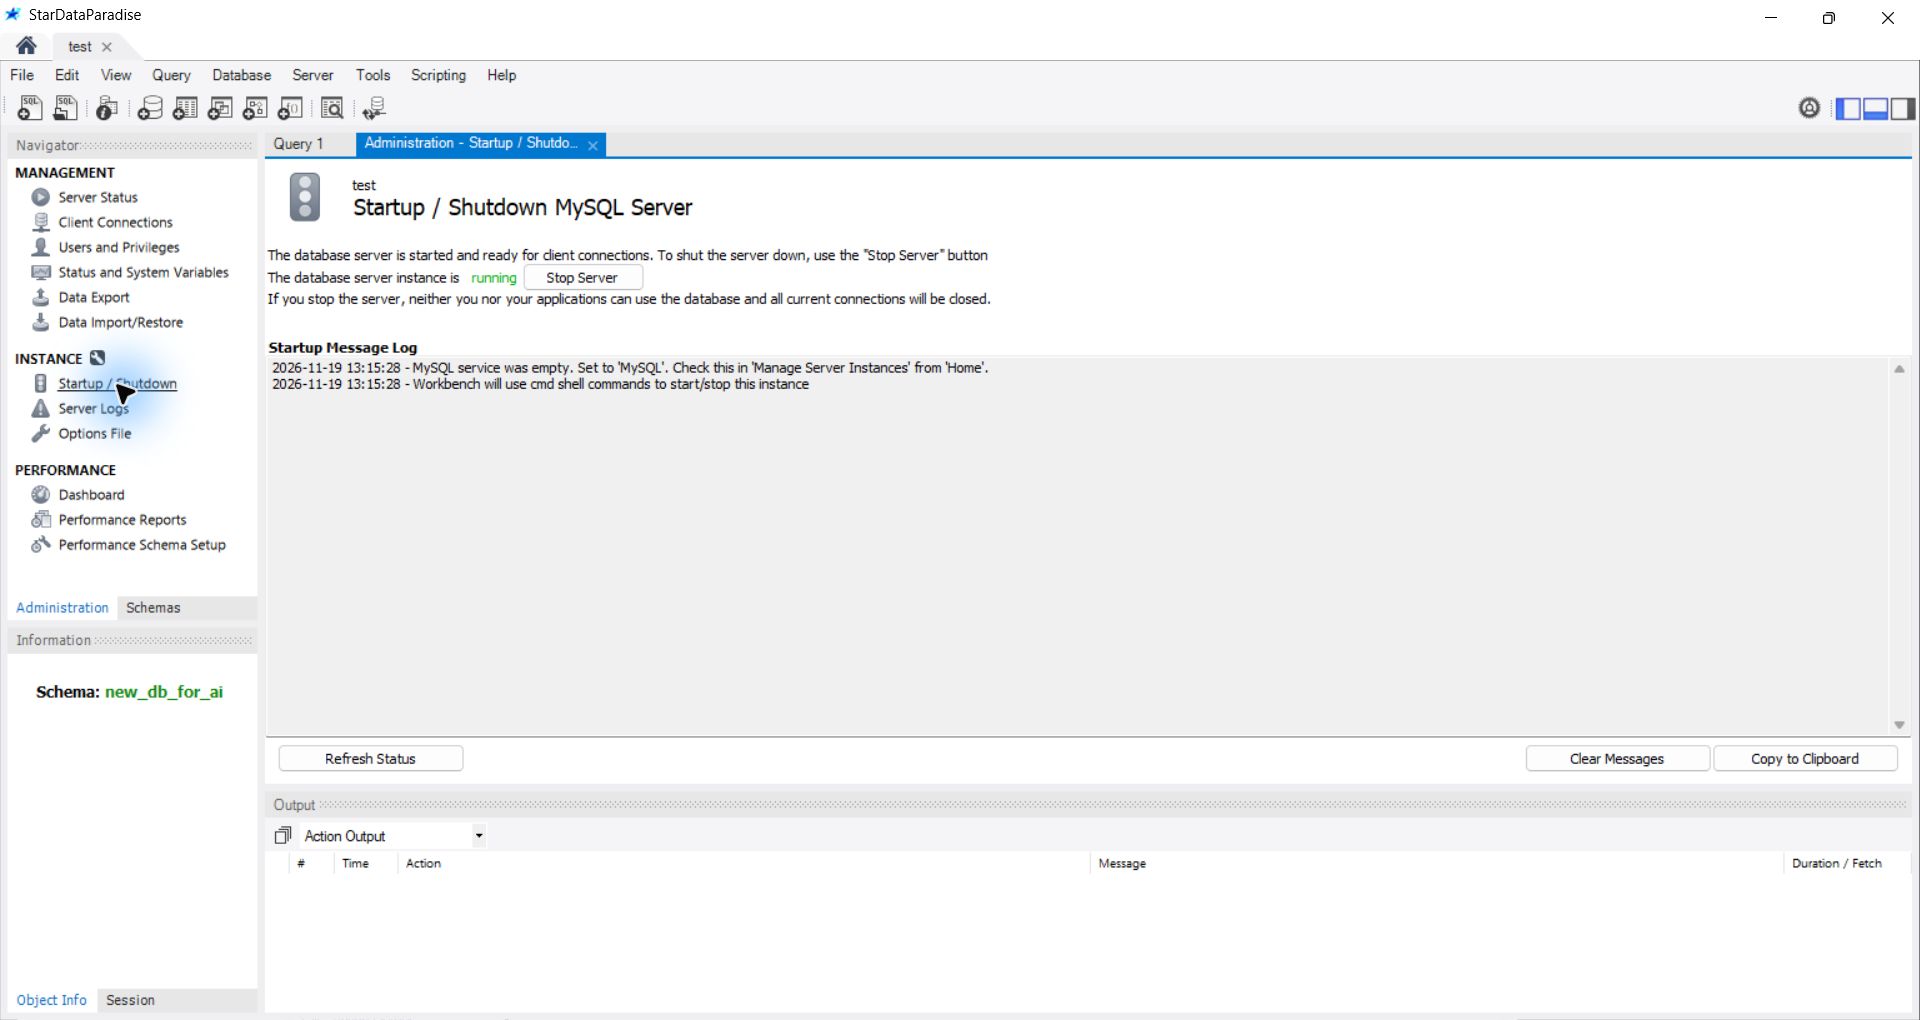 StarDataParadise
test
File Edit View Query Database Server Tools Scripting Help
SQL SQL
Navigator
MANAGEMENT
Server Status
Client Connections
Users and Privileges
Status and System Variables
Data Export
Data Import/Restore
INSTANCE
Startup / Shutdown
Server Logs
Options File
PERFORMANCE
Dashboard
Performance Reports
Performance Schema Setup
Administration Schemas
Information
Schema: new_db_for_ai
Object Info Session
Query 1 Administration - Startup / Shutdo...
test
Startup / Shutdown MySQL Server
The database server is started and ready for client connections. To shut the server down, use the "Stop Server" button
The database server instance is running Stop Server
If you stop the server, neither you nor your applications can use the database and all current connections will be closed.
Startup Message Log
2026-11-19 13:15:28 - MySQL service was empty. Set to 'MySQL'. Check this in 'Manage Server Instances' from 'Home'.
2026-11-19 13:15:28 - Workbench will use cmd shell commands to start/stop this instance
Refresh Status Clear Messages Copy to Clipboard
Output
Action Output
# Time Action Message Duration / Fetch